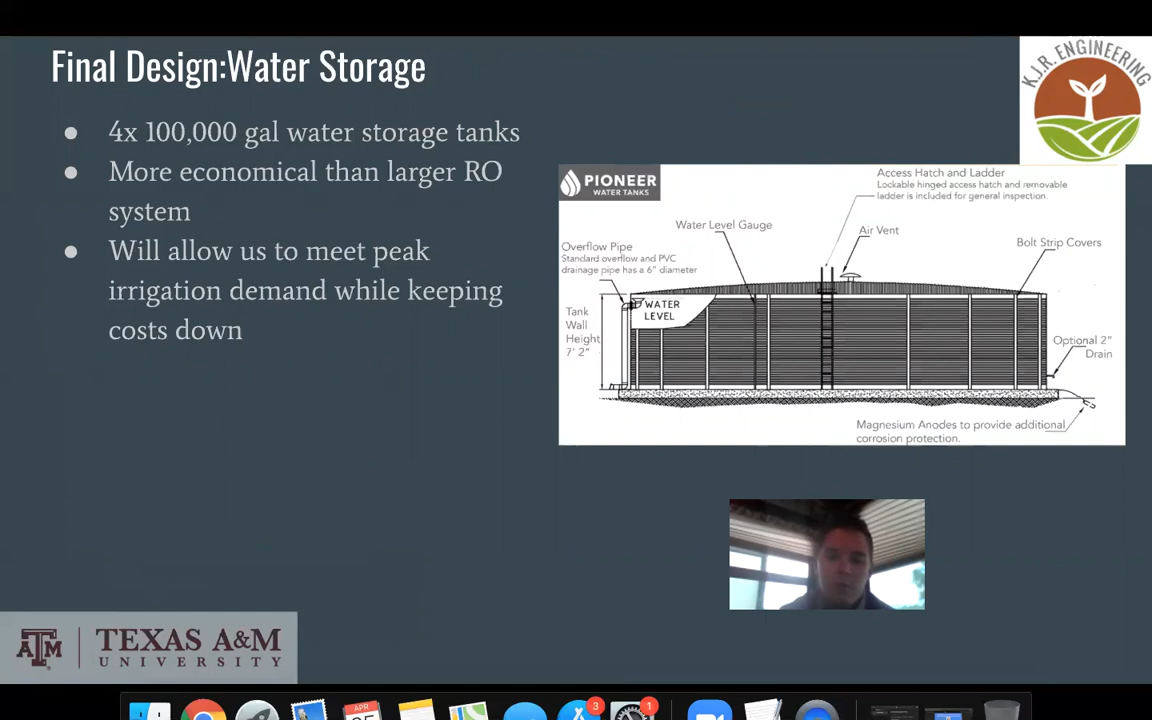 Final Design:Water Storage
K.J.R. ENGINEERING
● 4x 100,000 gal water storage tanks
● More economical than larger RO
system
● Will allow us to meet peak
irrigation demand while keeping
costs down
PIONEER
WATER TANKS
Access Hatch and Ladder
Lockable hinged access hatch and removable
ladder is included for general inspection.
Water Level Gauge
Air Vent
Bolt Strip Covers
Overflow Pipe
Standard overflow and PVC
drainage pipe has a 6" diameter
WATER
LEVEL
Tank
Wall
Height
7' 2"
Optional 2"
Drain
Magnesium Anodes to provide additional
corrosion protection.
ATM
TEXAS A&M
UNIVERSITY
APR
3
1